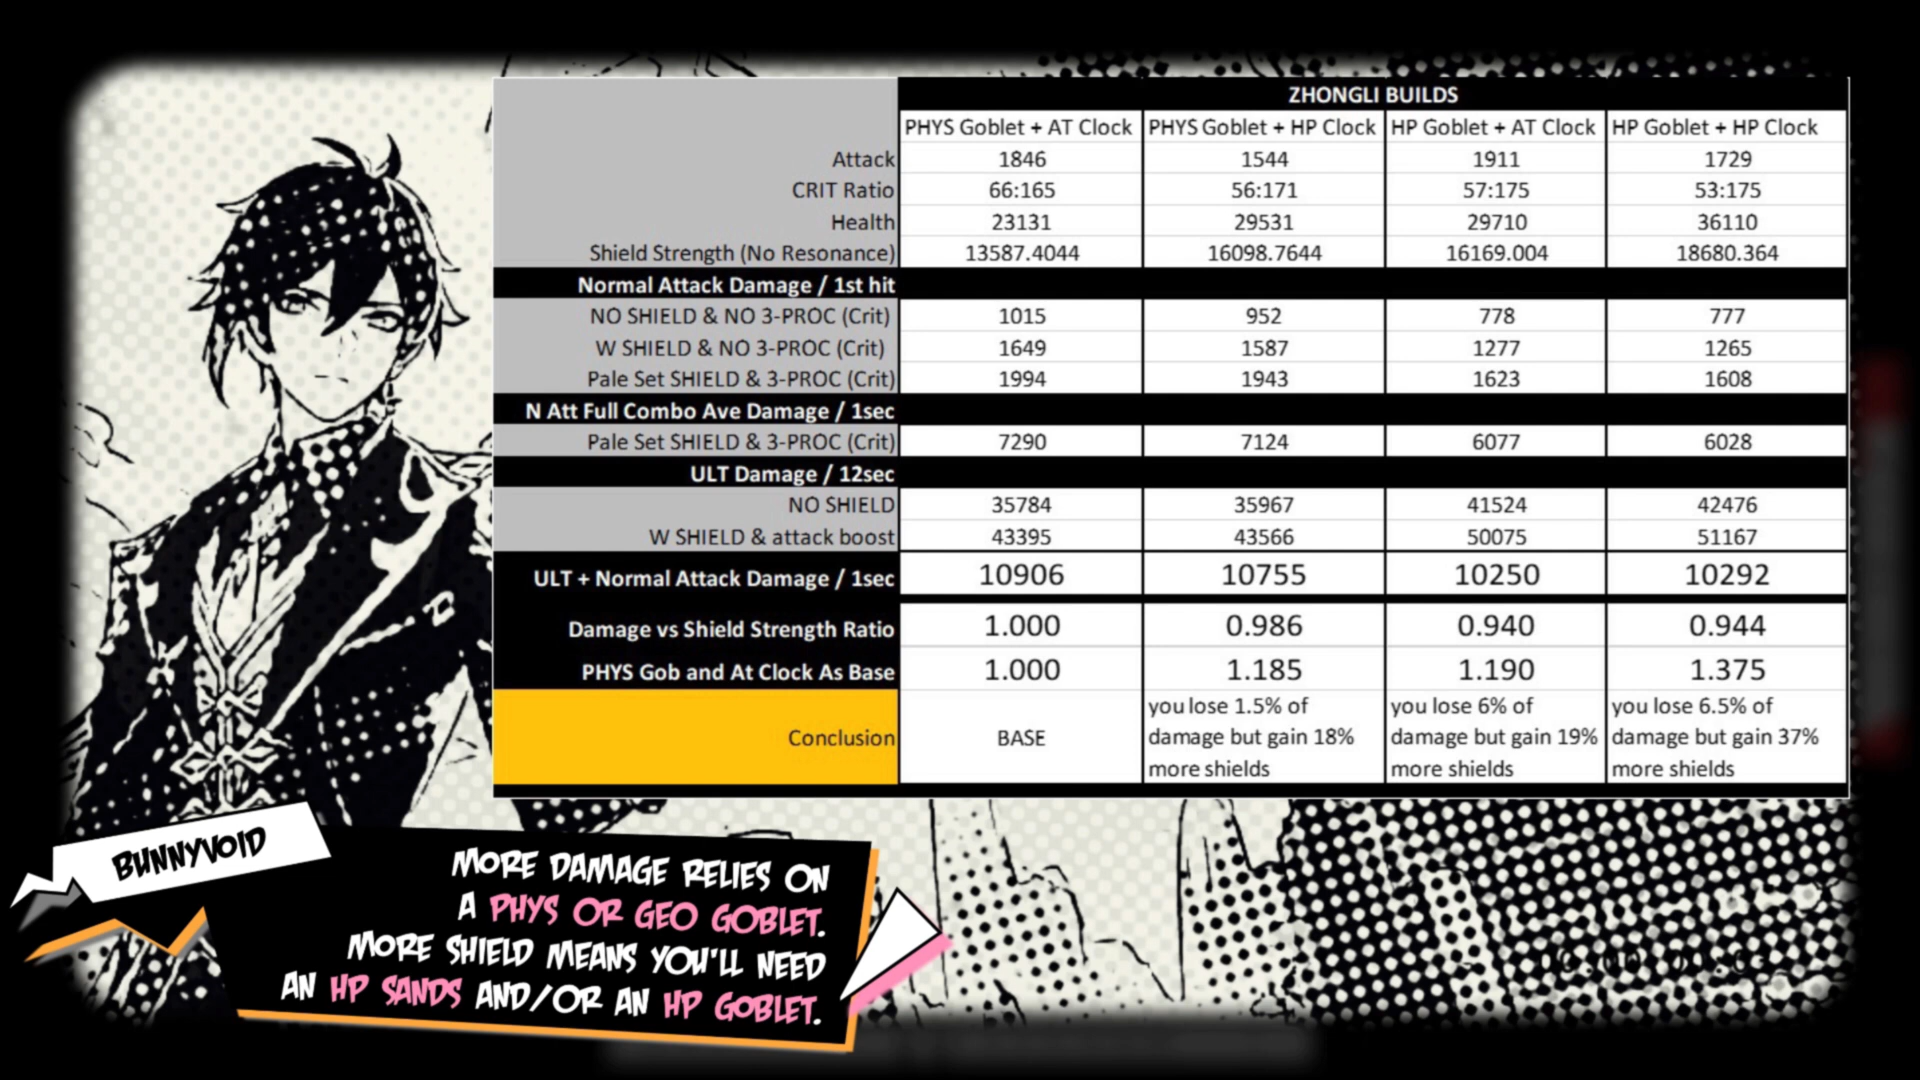 ZHONGLI BUILDS
PHYS Goblet + AT Clock PHYS Goblet + HP Clock HP Goblet + AT Clock HP Goblet + HP Clock
Attack 1846 1544 1911 1729
CRIT Ratio 66:165 56:171 57:175 53:175
Health 23131 29531 29710 36110
Shield Strength (No Resonance) 13587.4044 16098.7644 16169.004 18680.364
Normal Attack Damage / 1st hit
NO SHIELD & NO 3-PROC (Crit) 1015 952 778 777
W SHIELD & NO 3-PROC (Crit) 1649 1587 1277 1265
Pale Set SHIELD & 3-PROC (Crit) 1994 1943 1623 1608
N Att Full Combo Ave Damage / 1sec
Pale Set SHIELD & 3-PROC (Crit) 7290 7124 6077 6028
ULT Damage / 12sec
NO SHIELD 35784 35967 41524 42476
W SHIELD & attack boost 43395 43566 50075 51167
ULT + Normal Attack Damage / 1sec 10906 10755 10250 10292
Damage vs Shield Strength Ratio 1.000 0.986 0.940 0.944
PHYS Gob and At Clock As Base 1.000 1.185 1.190 1.375
you lose 1.5% of you lose 6% of you lose 6.5% of
Conclusion BASE damage but gain 18% damage but gain 19% damage but gain 37%
more shields more shields more shields
BUNNYVOID
MORE DAMAGE RELIES ON
A PHYS OR GEO GOBLET.
MORE SHIELD MEANS YOU'LL NEED
AN HP SANDS AND/OR AN HP GOBLET.